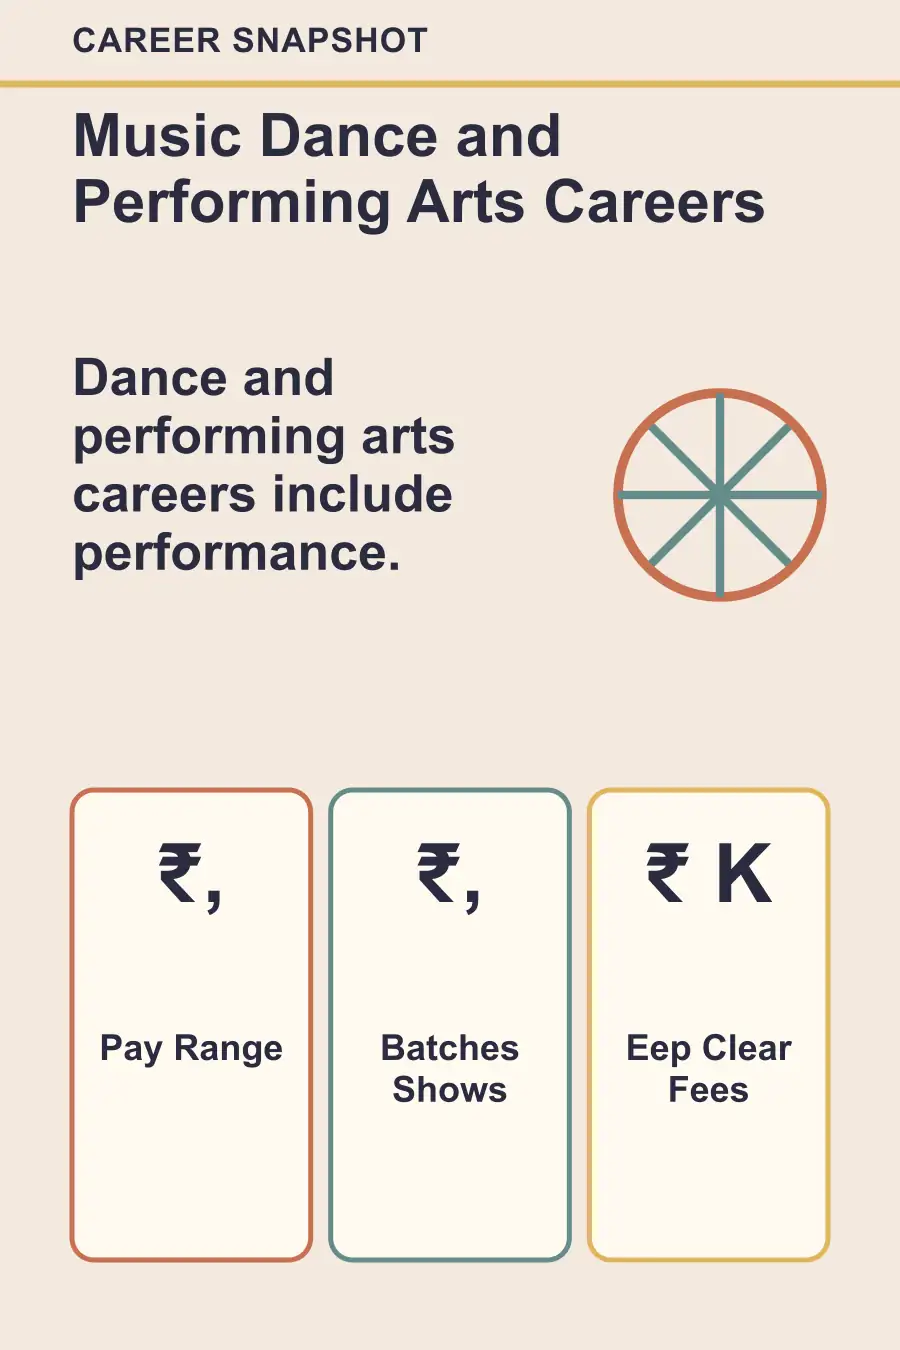 CAREER SNAPSHOT
Music Dance and
Performing Arts Careers
Dance and
performing arts
careers include
performance.
₹,
Pay Range
₹,
Batches
Shows
₹ K
Eep Clear
Fees